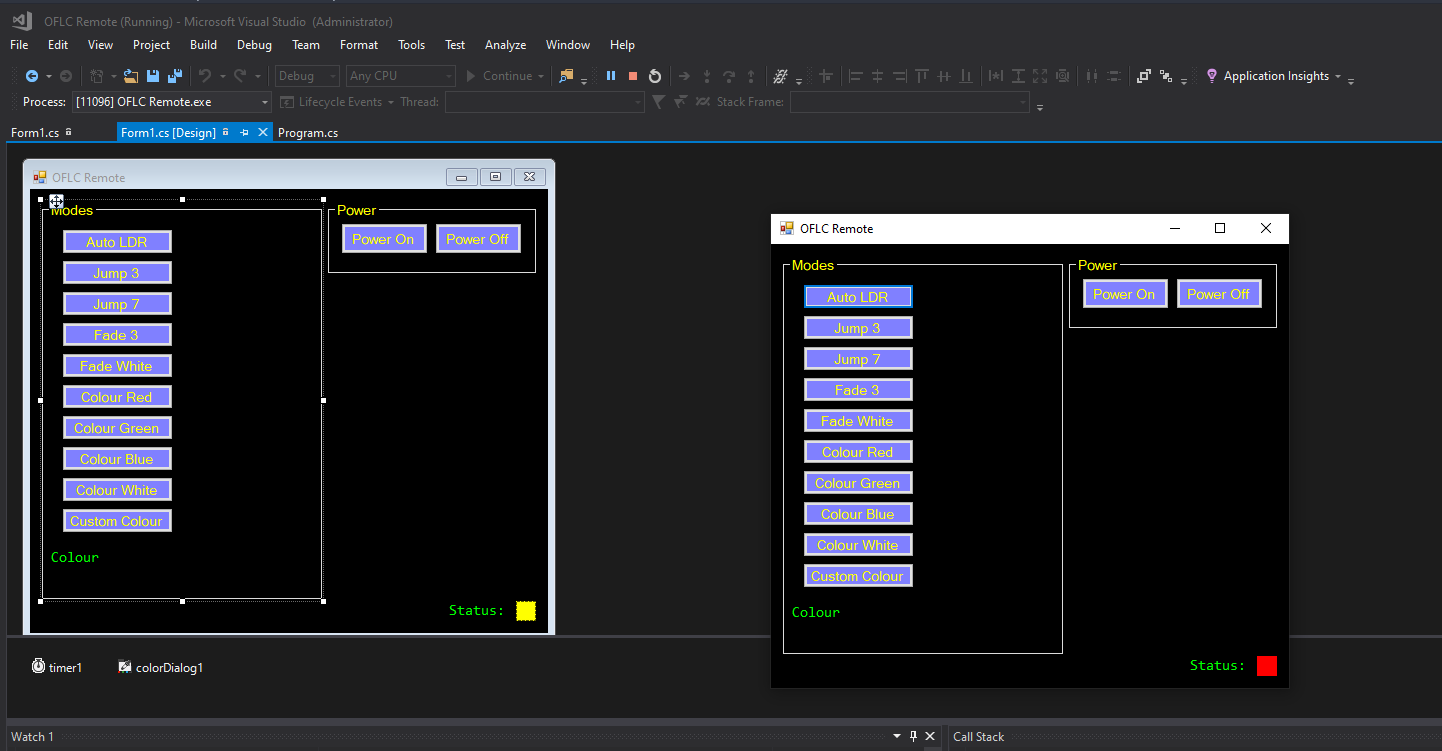 OFLC Remote (Running) - Microsoft Visual Studio (Administrator)
File Edit View Project Build Debug Team Format Tools Test Analyze Window Help
Debug Any CPU Continue Application Insights
Process: [11096] OFLC Remote.exe Lifecycle Events Thread: Stack Frame:
Form1.cs Form1.cs [Design] Program.cs
OFLC Remote
Modes
Auto LDR
Jump 3
Jump 7
Fade 3
Fade White
Colour Red
Colour Green
Colour Blue
Colour White
Custom Colour
Colour
Power
Power On Power Off
Status:
OFLC Remote
Modes
Auto LDR
Jump 3
Jump 7
Fade 3
Fade White
Colour Red
Colour Green
Colour Blue
Colour White
Custom Colour
Colour
Power
Power On Power Off
Status:
timer1 colorDialog1
Watch 1 Call Stack